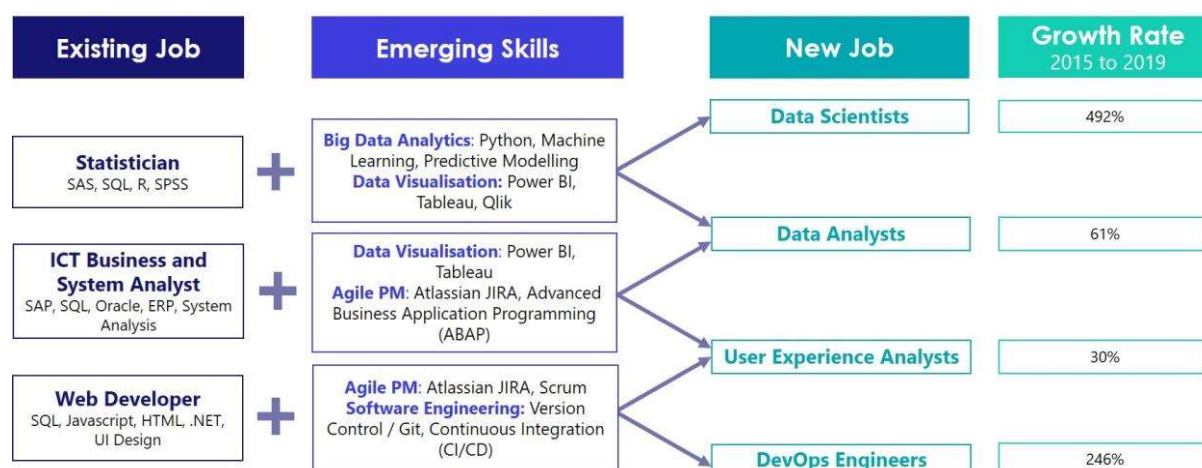 Existing Job
Emerging Skills
New Job
Growth Rate
2015 to 2019
Statistician
SAS, SQL, R, SPSS
+
Big Data Analytics: Python, Machine
Learning, Predictive Modelling
Data Visualisation: Power BI,
Tableau, Qlik
Data Scientists
492%
ICT Business and
System Analyst
SAP, SQL, Oracle, ERP, System
Analysis
+
Data Visualisation: Power BI,
Tableau
Agile PM: Atlassian JIRA, Advanced
Business Application Programming
(ABAP)
Data Analysts
61%
User Experience Analysts
30%
Web Developer
SQL, Javascript, HTML, .NET,
UI Design
+
Agile PM: Atlassian JIRA, Scrum
Software Engineering: Version
Control / Git, Continuous Integration
(CI/CD)
DevOps Engineers
246%